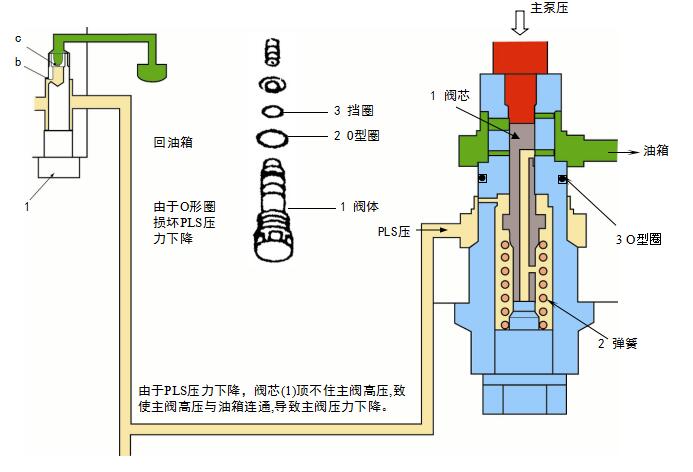 主泵压
c
b
1
回油箱
由于O形圈
损坏PLS压
力下降
3 挡圈
2 O型圈
1 阀体
1 阀芯
油箱
PLS压
3 O型圈
2 弹簧
由于PLS压力下降，阀芯(1)顶不住主阀高压,致
使主阀高压与油箱连通,导致主阀压力下降。